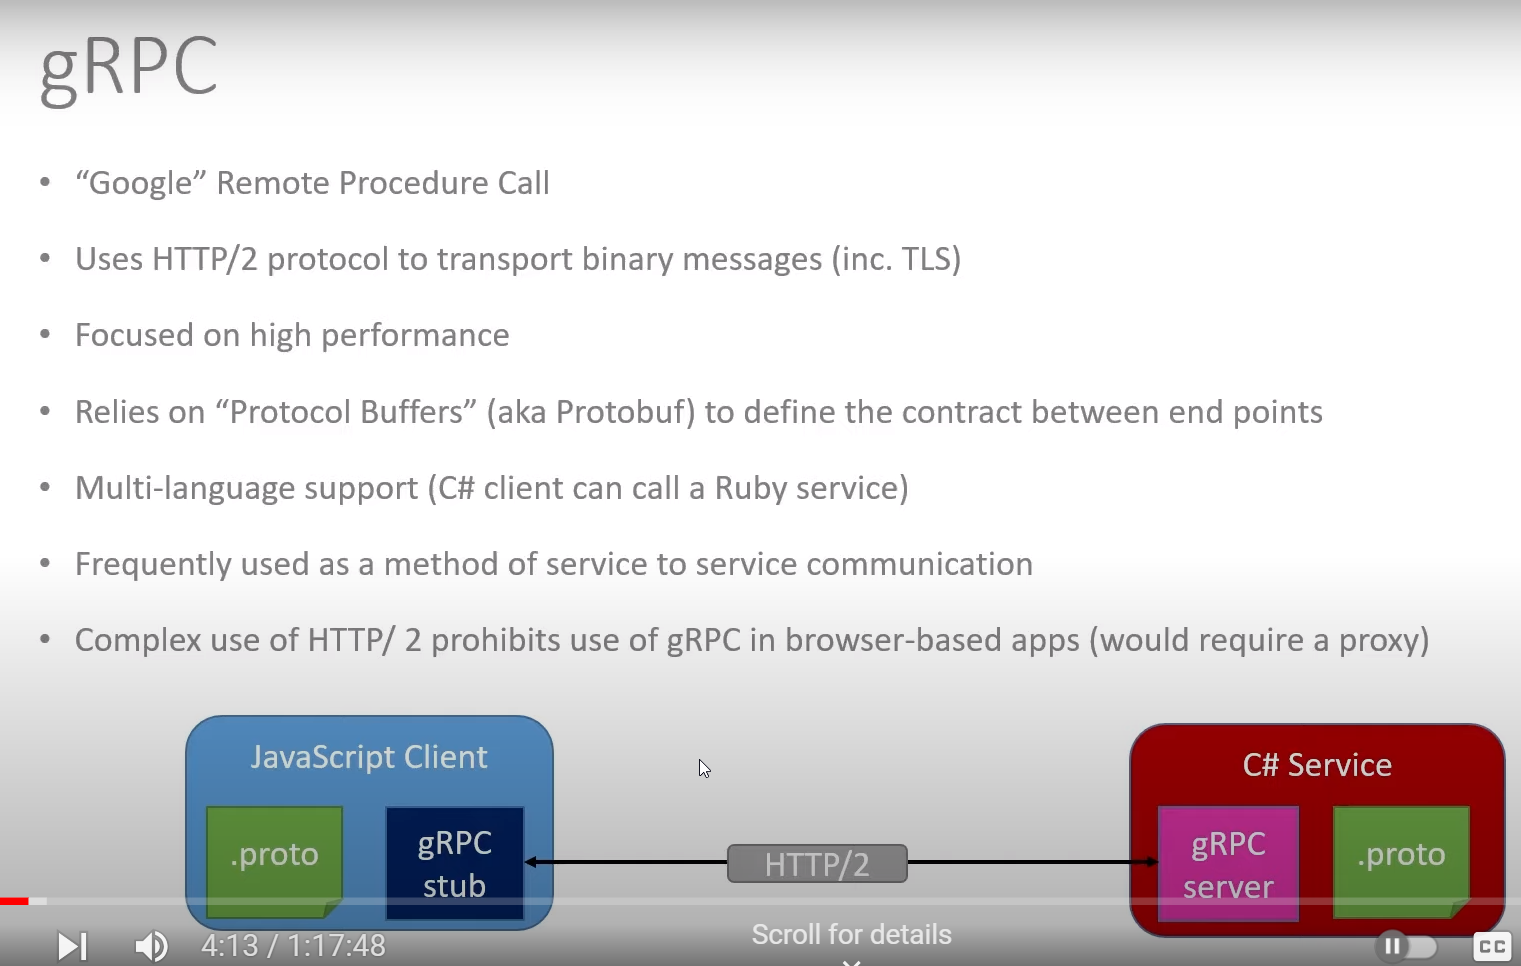 gRPC
• “Google” Remote Procedure Call
• Uses HTTP/2 protocol to transport binary messages (inc. TLS)
• Focused on high performance
• Relies on “Protocol Buffers” (aka Protobuf) to define the contract between end points
• Multi-language support (C# client can call a Ruby service)
• Frequently used as a method of service to service communication
• Complex use of HTTP/ 2 prohibits use of gRPC in browser-based apps (would require a proxy)
JavaScript Client
.proto
gRPC
stub
HTTP/2
C# Service
gRPC
server
.proto
4:13 / 1:17:48
Scroll for details
CC